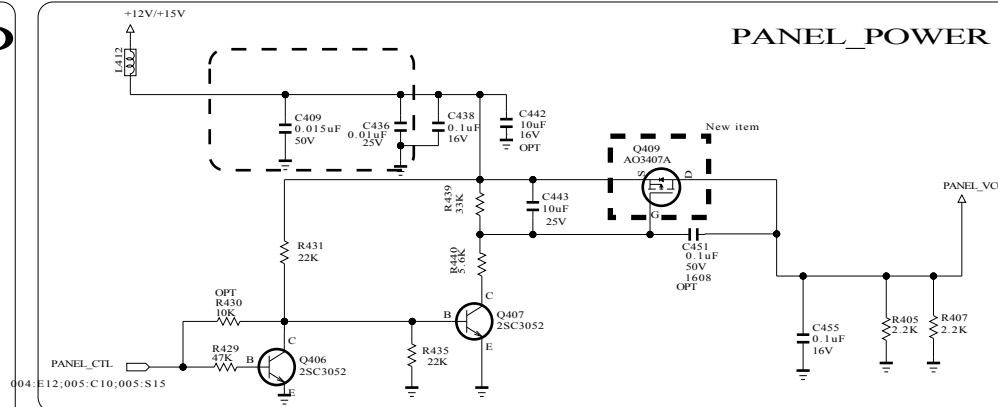 PANEL_POWER
+12V/+15V
L412
C409
0.015uF
50V
C436
0.01uF
25V
C438
0.1uF
16V
C442
10uF
16V
OPT
New item
Q409
AO3407A
S
D
G
PANEL_VC
R439
33K
C443
10uF
25V
R431
22K
R440
5.6K
C451
0.1uF
50V
1608
OPT
OPT
R430
10K
C
B
Q407
2SC3052
E
R429
47K
PANEL_CTL
B
C
Q406
2SC3052
E
R435
22K
C455
0.1uF
16V
R405
2.2K
R407
2.2K
004:E12;005:C10;005:S15